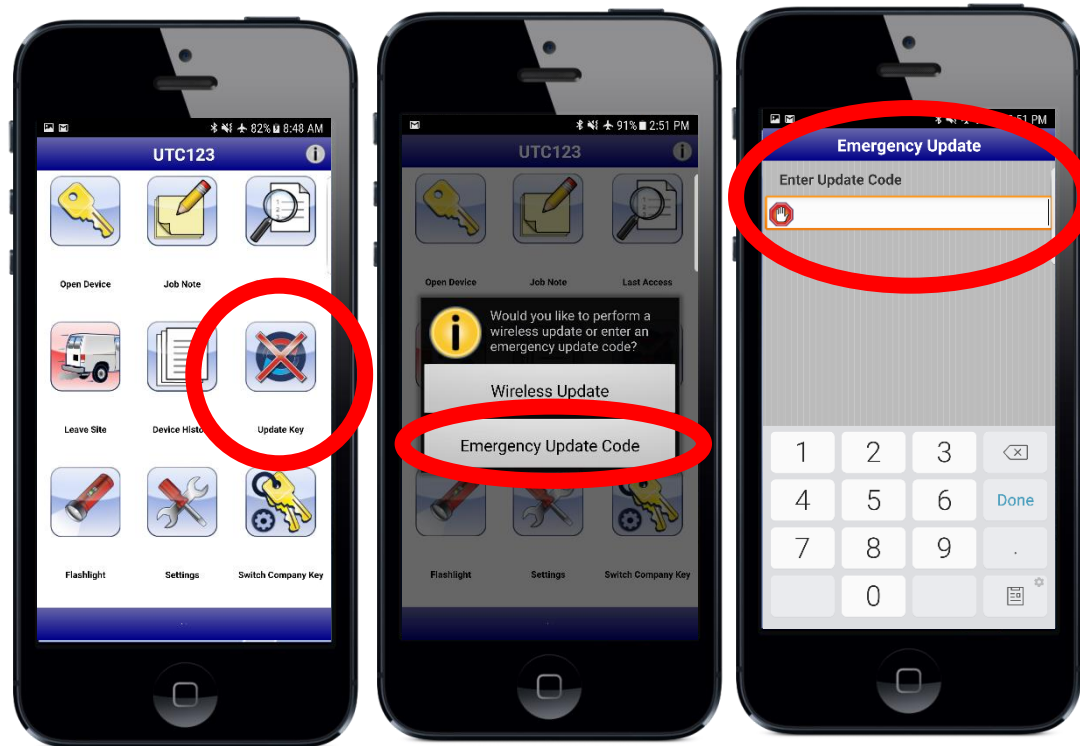 82% 8:48 AM
UTC123
Open Device Job Note
Leave Site Device Histo Update Key
Flashlight Settings Switch Company Key
91% 2:51 PM
UTC123
Open Device Job Note Last Access
Would you like to perform a
wireless update or enter an
emergency update code?
Wireless Update
Emergency Update Code
Flashlight Settings Switch Company Key
51 PM
Emergency Update
Enter Update Code
1 2 3
4 5 6 Done
7 8 9 .
0